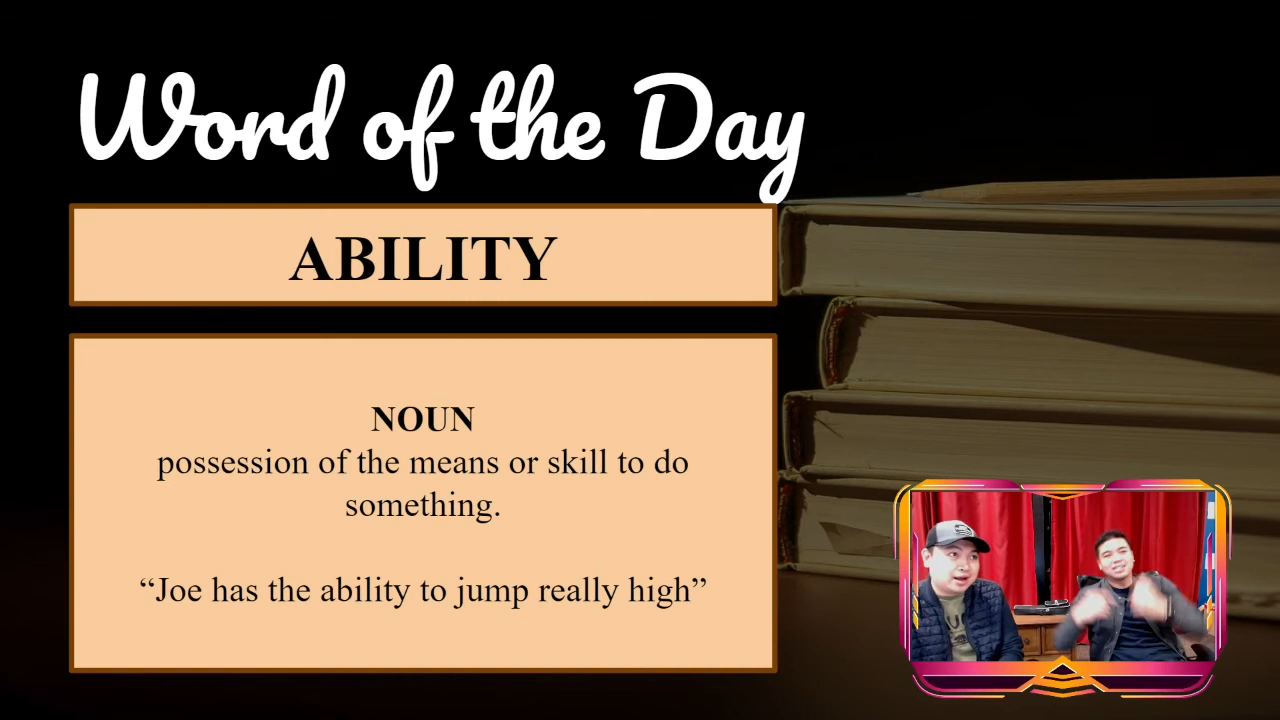 Word of the Day
ABILITY
NOUN
possession of the means or skill to do
something.
“Joe has the ability to jump really high”